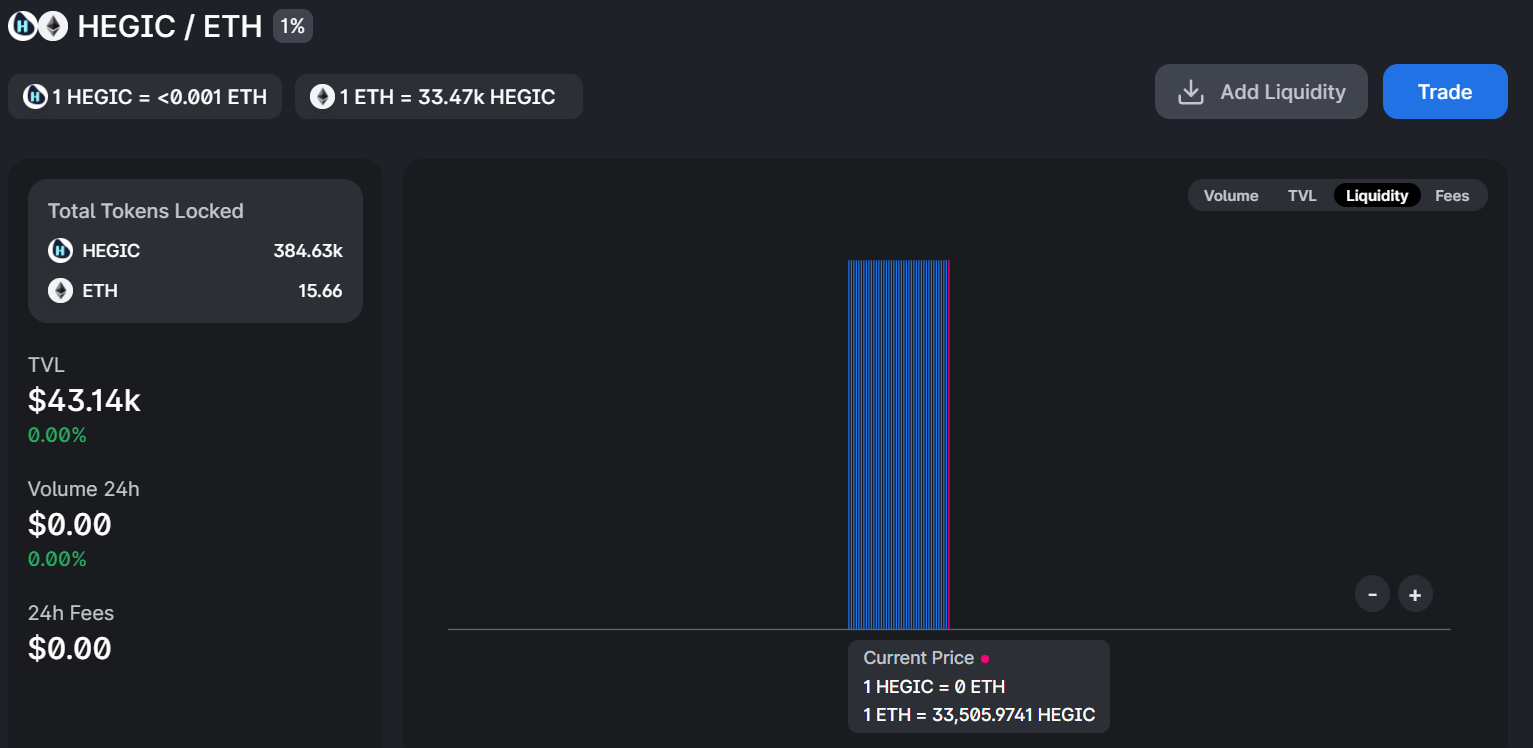 HEGIC / ETH 1%
1 HEGIC = <0.001 ETH 1 ETH = 33.47k HEGIC
Add Liquidity Trade
Total Tokens Locked
HEGIC 384.63k
ETH 15.66
TVL
$43.14k
0.00%
Volume 24h
$0.00
0.00%
24h Fees
$0.00
Volume TVL Liquidity Fees
- +
Current Price
1 HEGIC = 0 ETH
1 ETH = 33,505.9741 HEGIC